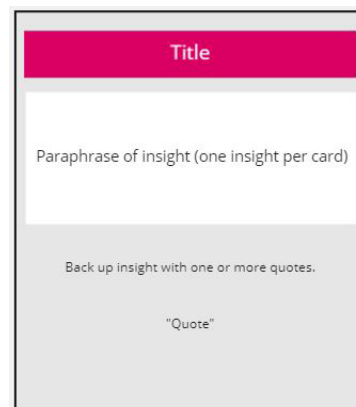 Title
Paraphrase of insight (one insight per card)
Back up insight with one or more quotes.
"Quote"